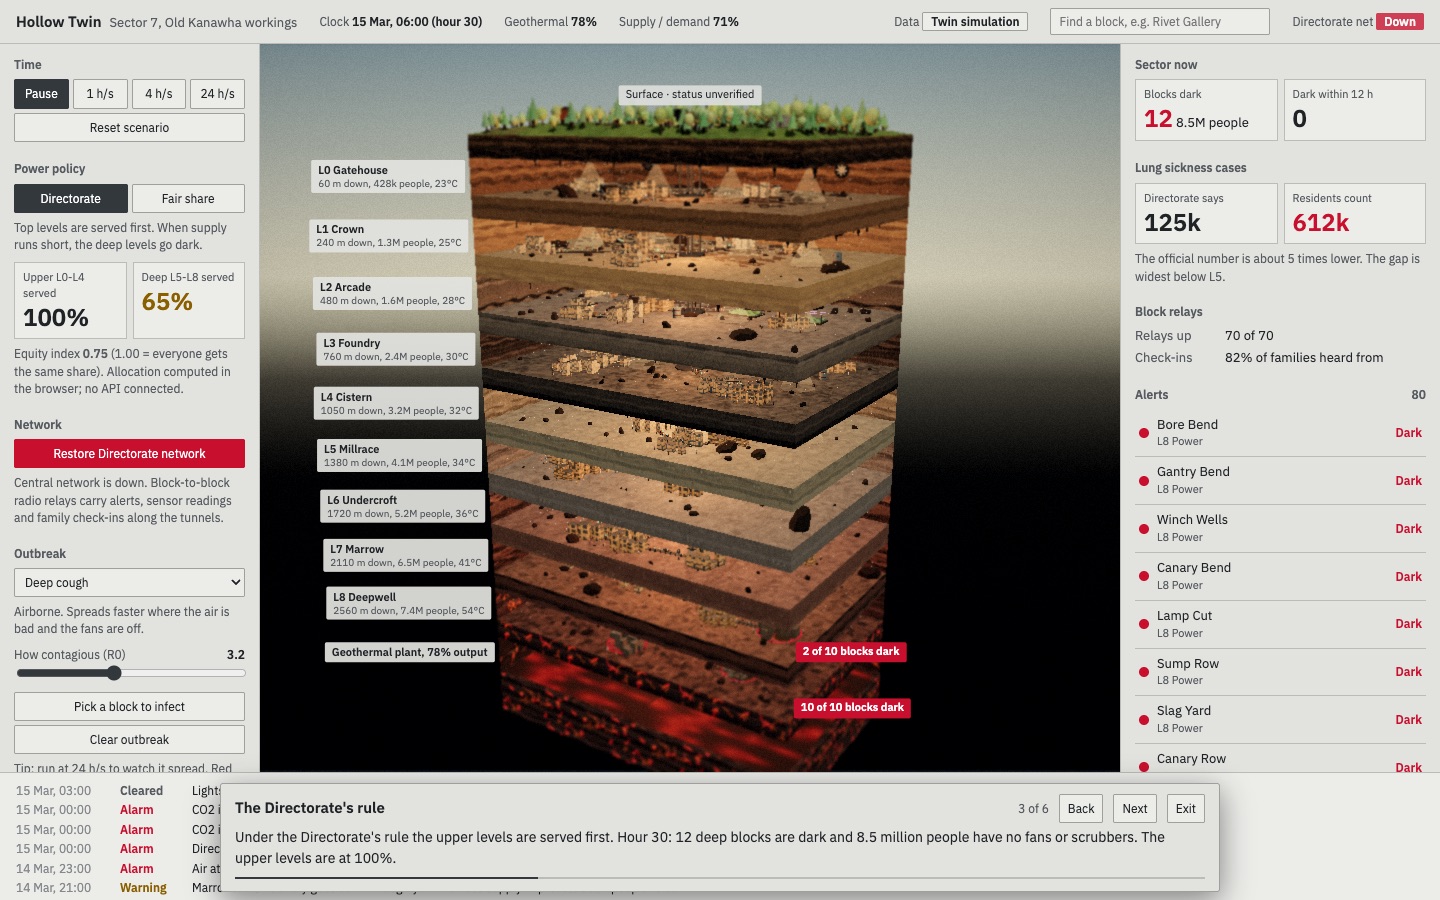 Hollow Twin Sector 7, Old Kanawha workings Clock 15 Mar, 06:00 (hour 30) Geothermal 78% Supply / demand 71% Data Twin simulation Find a block, e.g. Rivet Gallery Directorate net Down
Time
Pause 1 h/s 4 h/s 24 h/s
Reset scenario
Power policy
Directorate Fair share
Top levels are served first. When supply
runs short, the deep levels go dark.
Upper L0-L4
served
100%
Deep L5-L8 served
65%
Equity index 0.75 (1.00 = everyone gets
the same share). Allocation computed in
the browser; no API connected.
Network
Restore Directorate network
Central network is down. Block-to-block
radio relays carry alerts, sensor readings
and family check-ins along the tunnels.
Outbreak
Deep cough
Airborne. Spreads faster where the air is
bad and the fans are off.
How contagious (R0) 3.2
Pick a block to infect
Clear outbreak
Tip: run at 24 h/s to watch it spread. Red
Surface · status unverified
L0 Gatehouse
60 m down, 428k people, 23°C
L1 Crown
240 m down, 1.3M people, 25°C
L2 Arcade
480 m down, 1.6M people, 28°C
L3 Foundry
760 m down, 2.4M people, 30°C
L4 Cistern
1050 m down, 3.2M people, 32°C
L5 Millrace
1380 m down, 4.1M people, 34°C
L6 Undercroft
1720 m down, 5.2M people, 36°C
L7 Marrow
2110 m down, 6.5M people, 41°C
L8 Deepwell
2560 m down, 7.4M people, 54°C
Geothermal plant, 78% output
2 of 10 blocks dark
10 of 10 blocks dark
Sector now
Blocks dark
12 8.5M people
Dark within 12 h
0
Lung sickness cases
Directorate says
125k
Residents count
612k
The official number is about 5 times lower. The gap is
widest below L5.
Block relays
Relays up 70 of 70
Check-ins 82% of families heard from
Alerts 80
Bore Bend
L8 Power Dark
Gantry Bend
L8 Power Dark
Winch Wells
L8 Power Dark
Canary Bend
L8 Power Dark
Lamp Cut
L8 Power Dark
Sump Row
L8 Power Dark
Slag Yard
L8 Power Dark
Canary Row
Dark
15 Mar, 03:00 Cleared
15 Mar, 00:00 Alarm CO2
15 Mar, 00:00 Alarm CO2
15 Mar, 00:00 Alarm
14 Mar, 23:00 Alarm Air
14 Mar, 21:00 Warning
The Directorate's rule 3 of 6 Back Next Exit
Under the Directorate's rule the upper levels are served first. Hour 30: 12 deep blocks are dark and 8.5 million people have no fans or scrubbers. The
upper levels are at 100%.